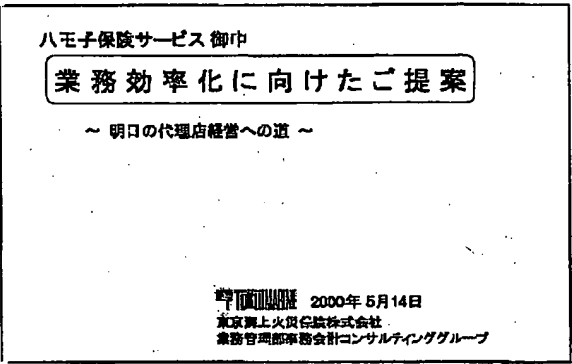 八王子保険サービス 御中
業務効率化に向けたご提案
～ 明日の代理店経営への道 ～
2000年 5月14日
東京海上火災保険株式会社
業務管理部事務会計コンサルティンググループ